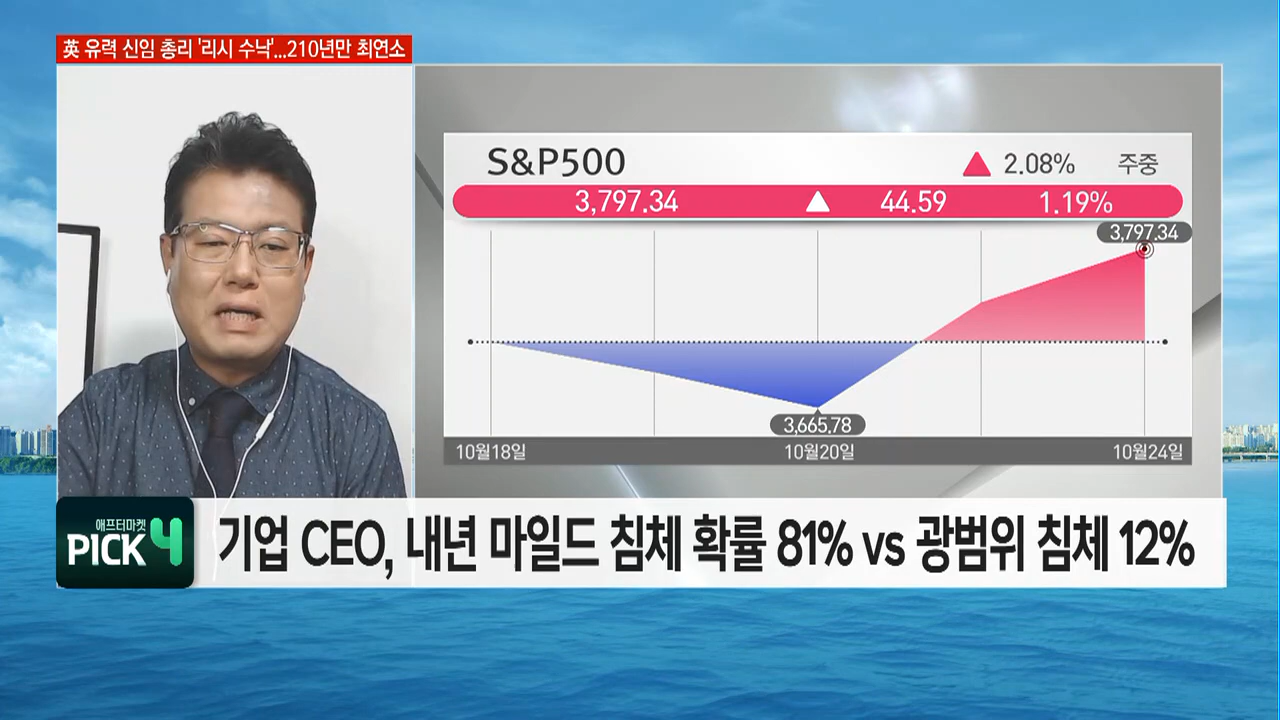 英 유력 신임 총리 '리시 수낙'...210년만 최연소
S&P500
▲ 2.08% 주중
3,797.34 ▲ 44.59 1.19%
3,797.34
3,665.78
10월18일 10월20일 10월24일
애프터마켓
PICK 4
기업 CEO, 내년 마일드 침체 확률 81% vs 광범위 침체 12%